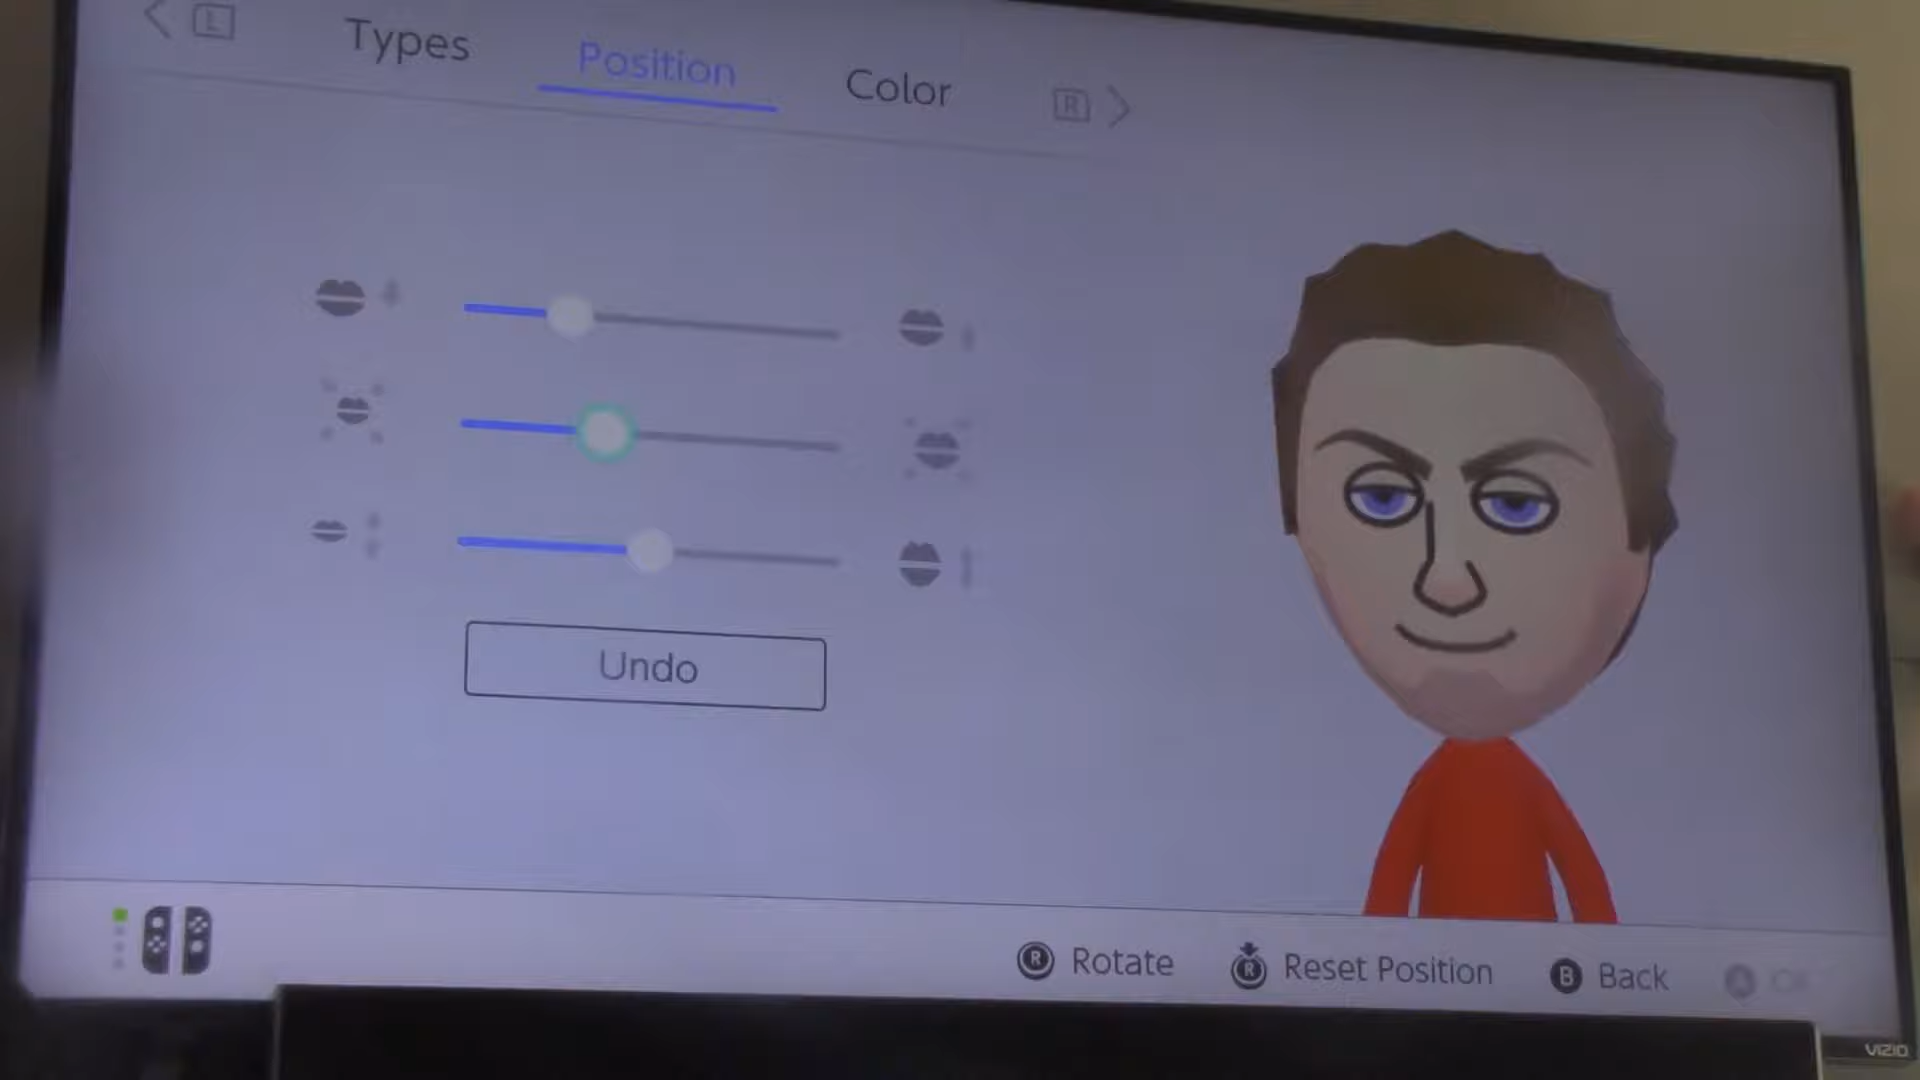 L
Types
Position
Color
R
Undo
R Rotate
R Reset Position
B Back
VIZIO